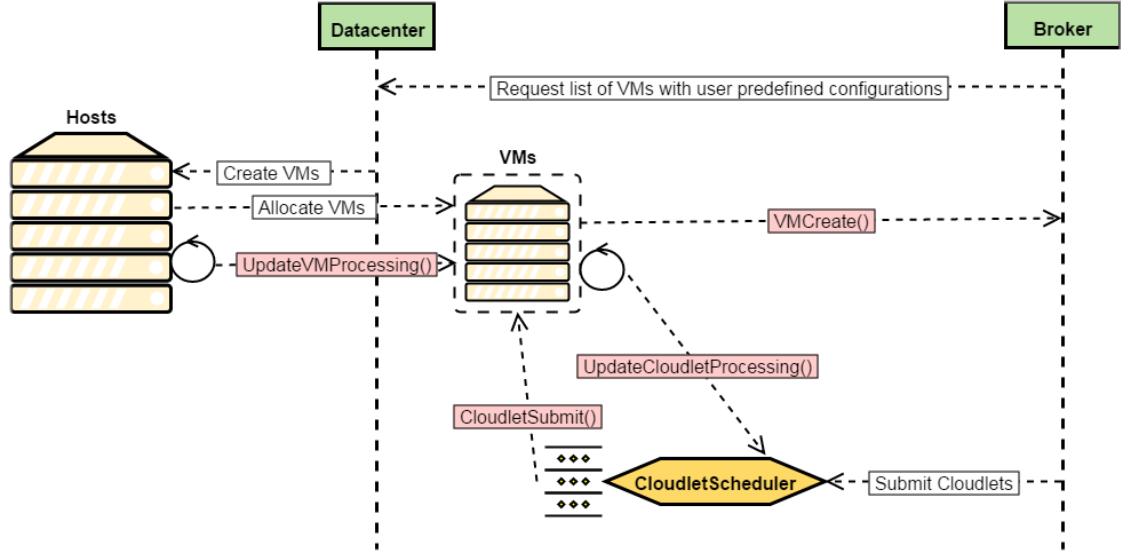 Datacenter
Broker
Request list of VMs with user predefined configurations
Hosts
VMs
Create VMs
Allocate VMs
VMCreate()
UpdateVMProcessing()
UpdateCloudletProcessing()
CloudletSubmit()
CloudletScheduler
Submit Cloudlets